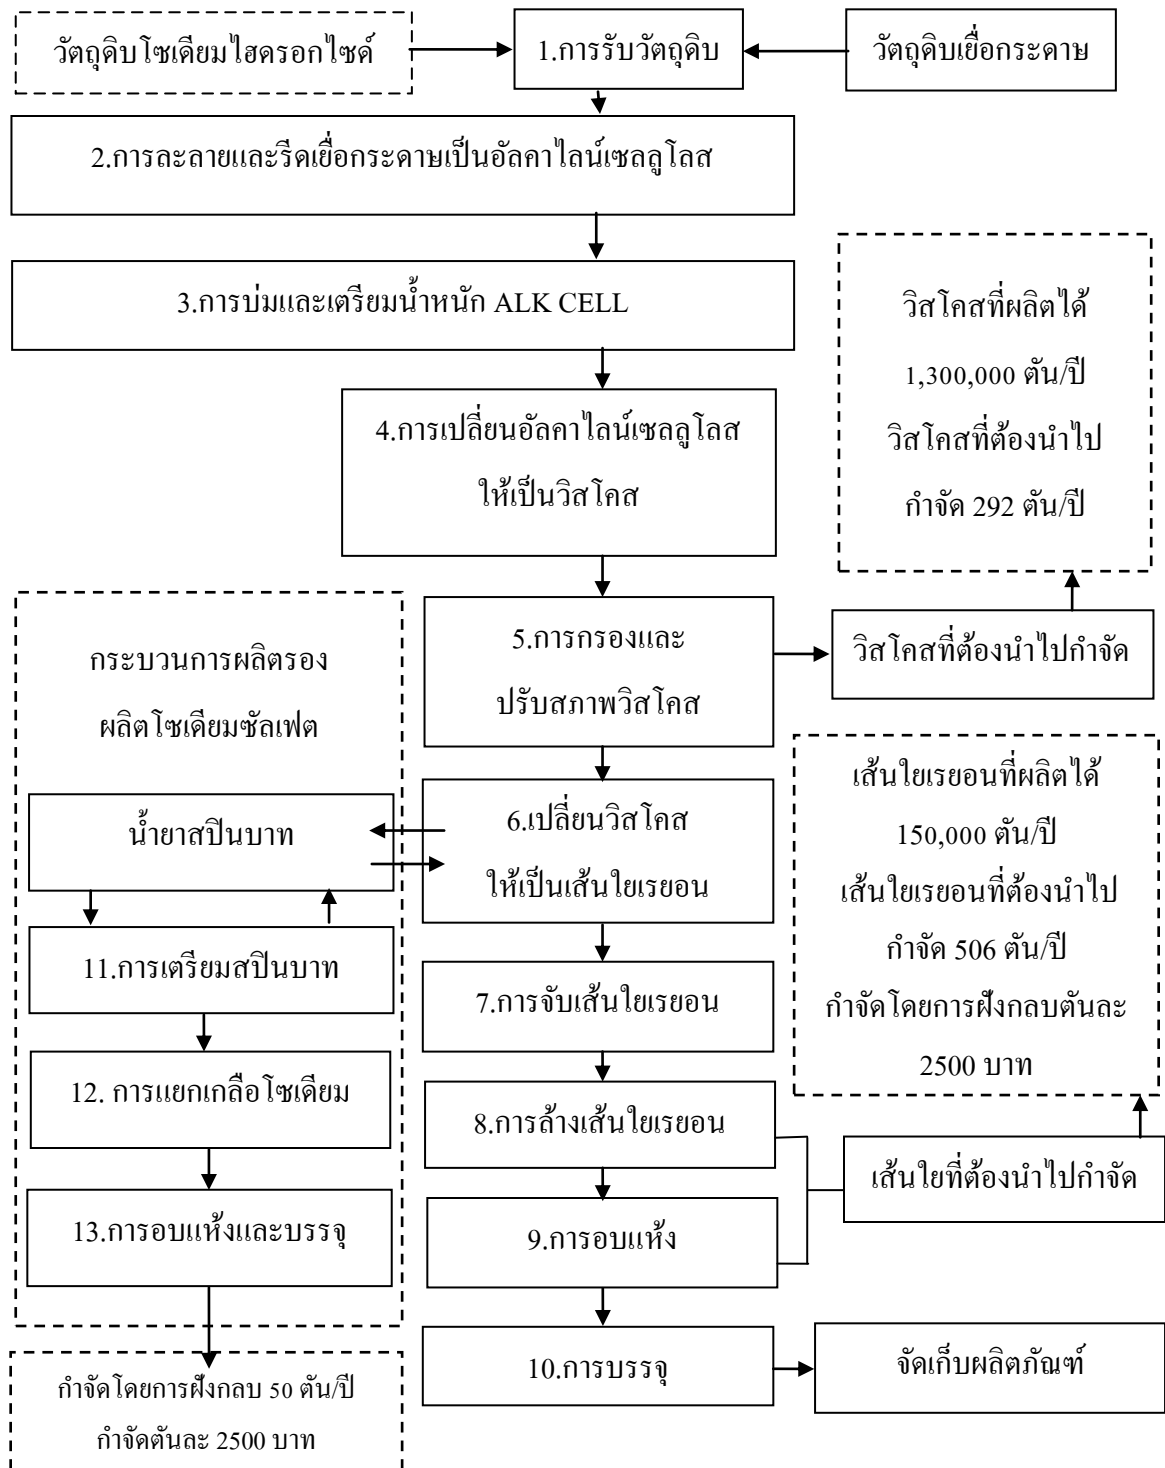 วัตถุดิบโซเดียมไฮดรอกไซด์
1.การรับวัตถุดิบ
วัตถุดิบเยื่อกระดาษ
2.การละลายและรีดเยื่อกระดาษเป็นอัลคาไลน์เซลลูโลส
3.การบ่มและเตรียมน้ำหนัก ALK CELL
4.การเปลี่ยนอัลคาไลน์เซลลูโลส
ให้เป็นวิสโคส
วิสโคสที่ผลิตได้
1,300,000 ตัน/ปี
วิสโคสที่ต้องนำไป
กำจัด 292 ตัน/ปี
5.การกรองและ
ปรับสภาพวิสโคส
วิสโคสที่ต้องนำไปกำจัด
กระบวนการผลิตรอง
ผลิตโซเดียมซัลเฟต
น้ำยาสปินบาท
6.เปลี่ยนวิสโคส
ให้เป็นเส้นใยเรยอน
เส้นใยเรยอนที่ผลิตได้
150,000 ตัน/ปี
เส้นใยเรยอนที่ต้องนำไป
กำจัด 506 ตัน/ปี
กำจัดโดยการฝังกลบตันละ
2500 บาท
11.การเตรียมสปินบาท
7.การจับเส้นใยเรยอน
12. การแยกเกลือโซเดียม
8.การล้างเส้นใยเรยอน
เส้นใยที่ต้องนำไปกำจัด
13.การอบแห้งและบรรจุ
9.การอบแห้ง
10.การบรรจุ
จัดเก็บผลิตภัณฑ์
กำจัดโดยการฝังกลบ 50 ตัน/ปี
กำจัดตันละ 2500 บาท